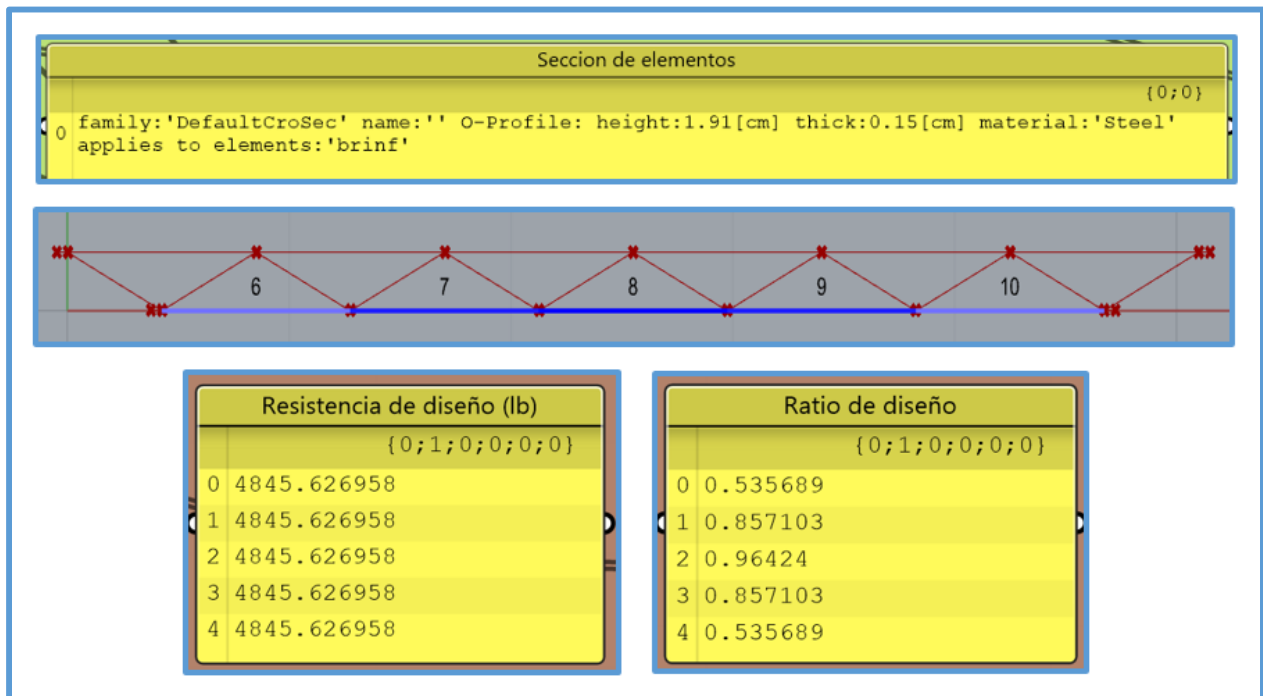 Seccion de elementos
{0;0}
0 family:'DefaultCroSec' name:'' O-Profile: height:1.91[cm] thick:0.15[cm] material:'Steel'
applies to elements:'brinf'
6 7 8 9 10
Resistencia de diseño (lb)
{0;1;0;0;0;0}
0 4845.626958
1 4845.626958
2 4845.626958
3 4845.626958
4 4845.626958
Ratio de diseño
{0;1;0;0;0;0}
0 0.535689
1 0.857103
2 0.96424
3 0.857103
4 0.535689